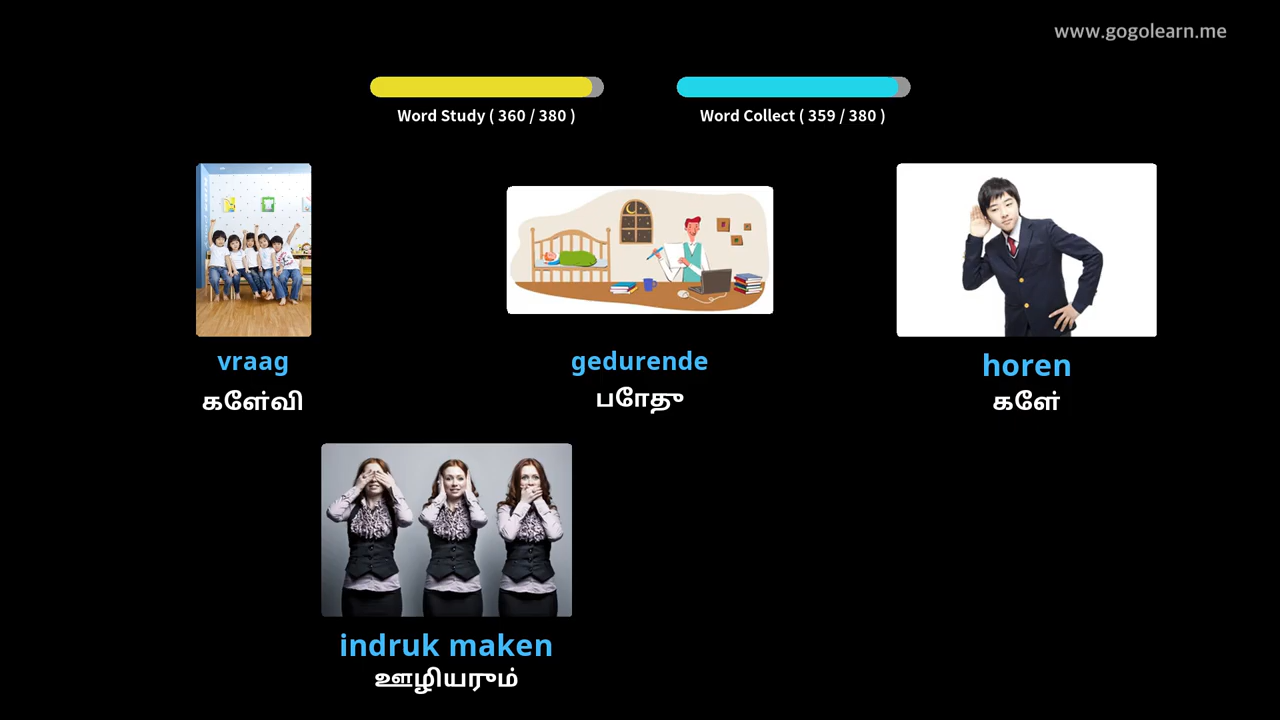 www.gogolearn.me
Word Study ( 360 / 380 )
Word Collect ( 359 / 380 )
vraag
gedurende
horen
கேள்வி
போது
கேள்
indruk maken
ஊழியரும்